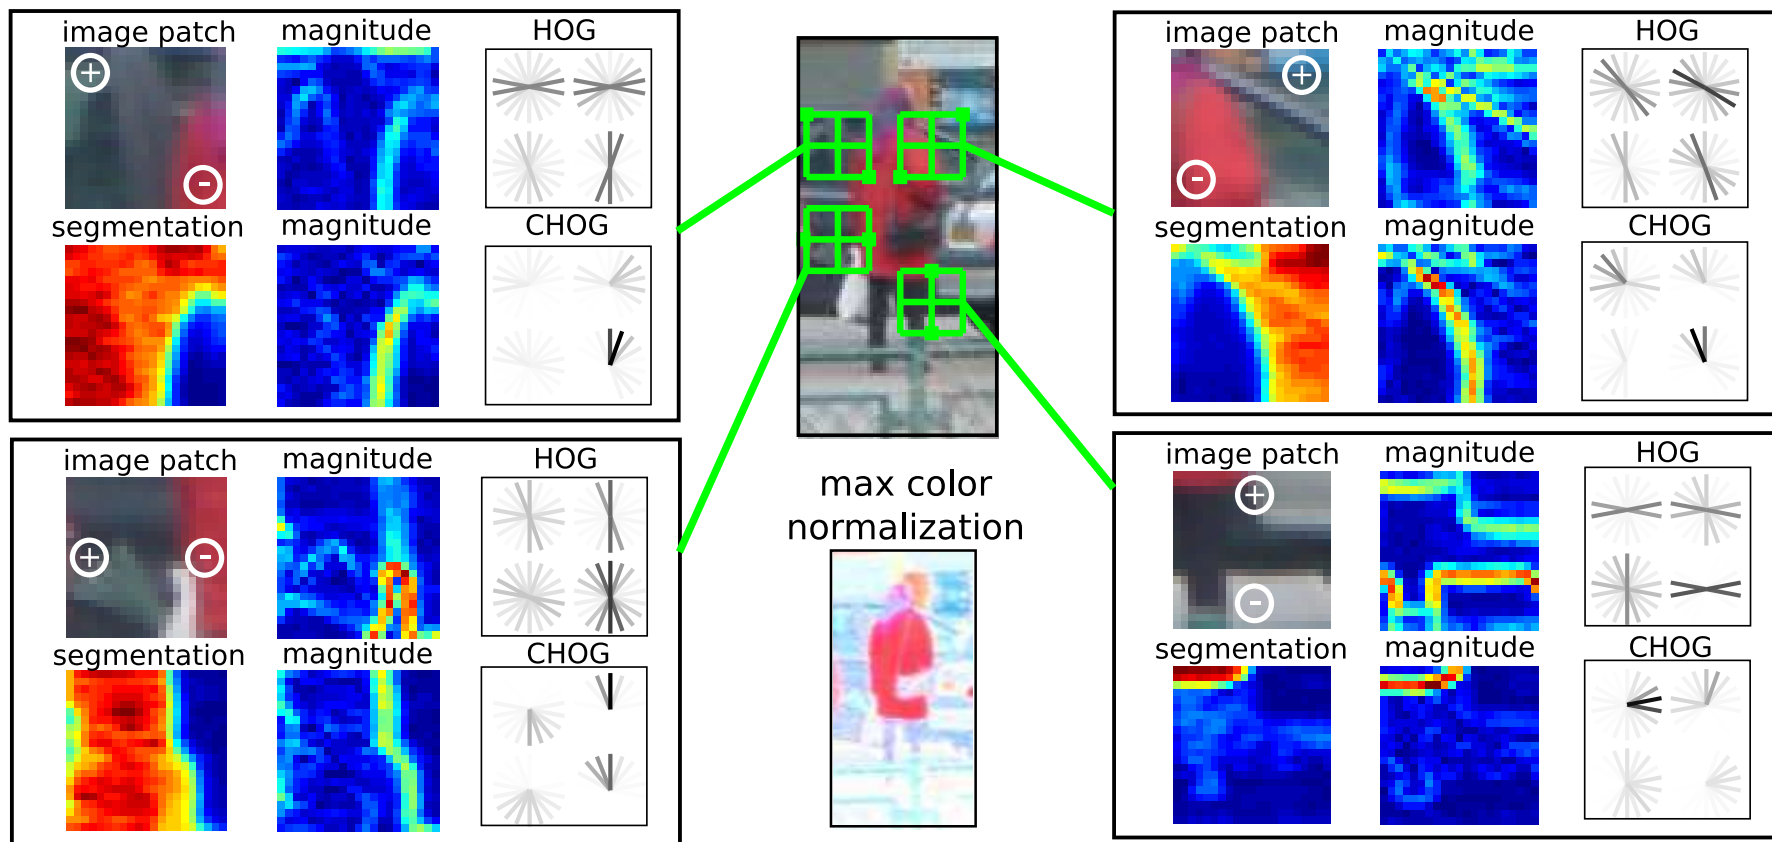 image patch
magnitude
HOG
+
-
segmentation
magnitude
CHOG
image patch
magnitude
HOG
+
-
segmentation
magnitude
CHOG
max color
normalization
image patch
magnitude
HOG
+
-
segmentation
magnitude
CHOG
image patch
magnitude
HOG
+
-
segmentation
magnitude
CHOG